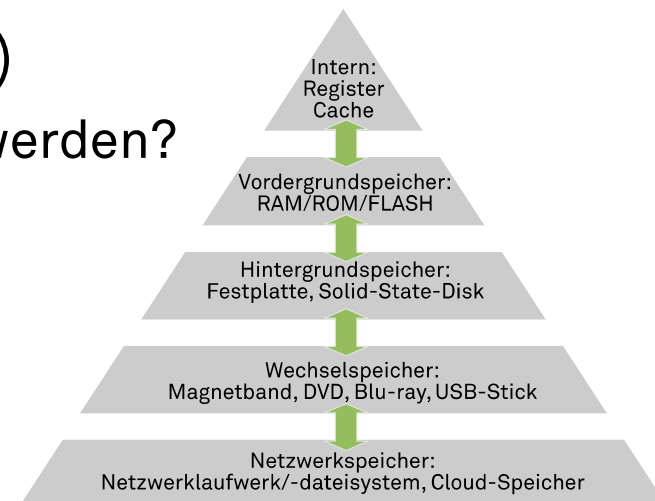 )
werden?
Intern:
Register
Cache
Vordergrundspeicher:
RAM/ROM/FLASH
Hintergrundspeicher:
Festplatte, Solid-State-Disk
Wechselspeicher:
Magnetband, DVD, Blu-ray, USB-Stick
Netzwerkspeicher:
Netzwerklaufwerk/-dateisystem, Cloud-Speicher